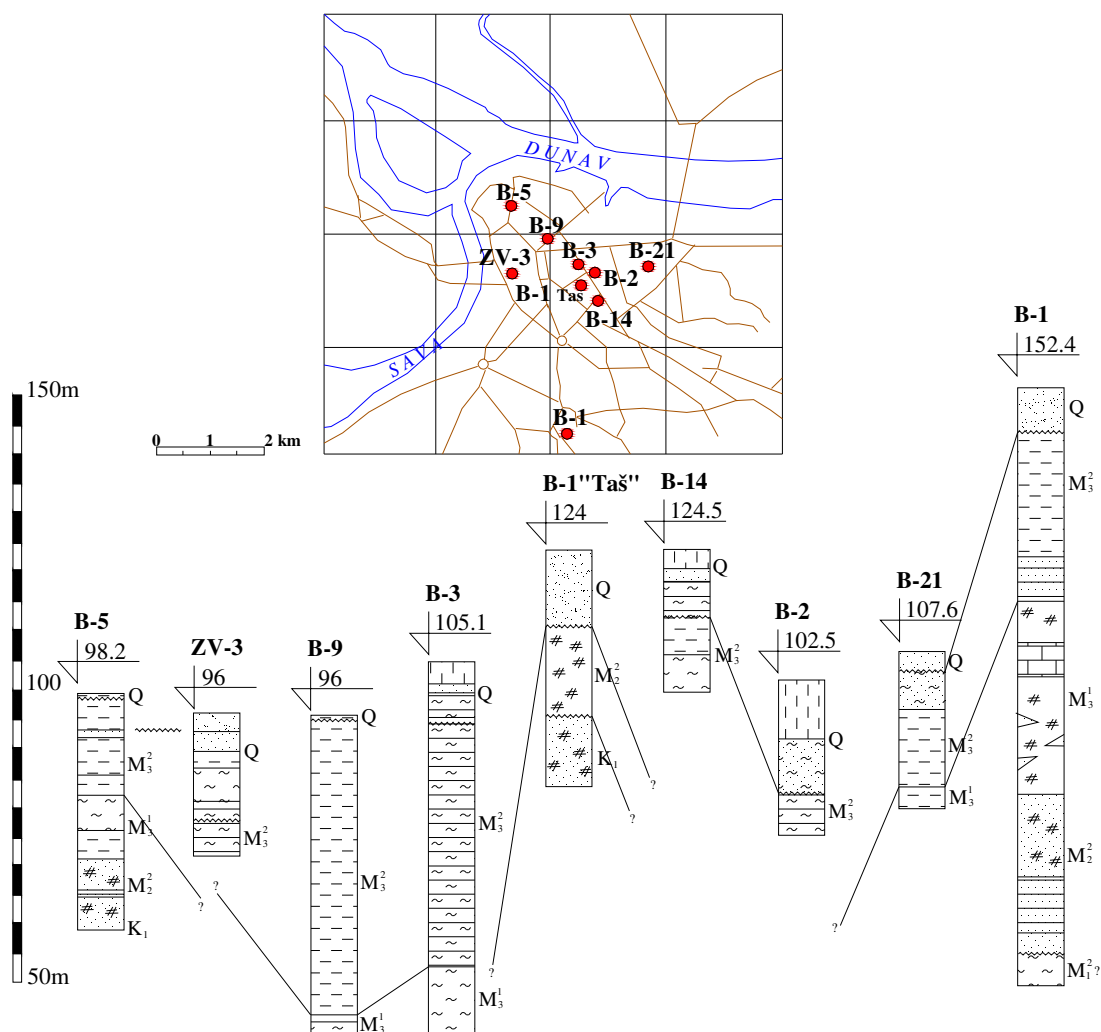 DUNAV
B-5
B-9
B-3
B-21
ZV-3
B-2
B-1 Taš
B-14
SAVA
B-1
0 1 2 km
B-1
152.4
150m
Q
M₃²
M₃¹
M₂²
M₁²?
B-1"Taš"
124
Q
M₂²
K₁
?
?
B-14
124.5
Q
M₃²
B-21
107.6
Q
M₃²
M₃¹
?
B-2
102.5
Q
M₃²
B-3
105.1
Q
M₃²
M₃¹
?
B-5
98.2
100
Q
M₃²
M₃¹
M₂²
K₁
?
ZV-3
96
Q
M₃²
?
B-9
96
Q
M₃²
M₃¹
50m